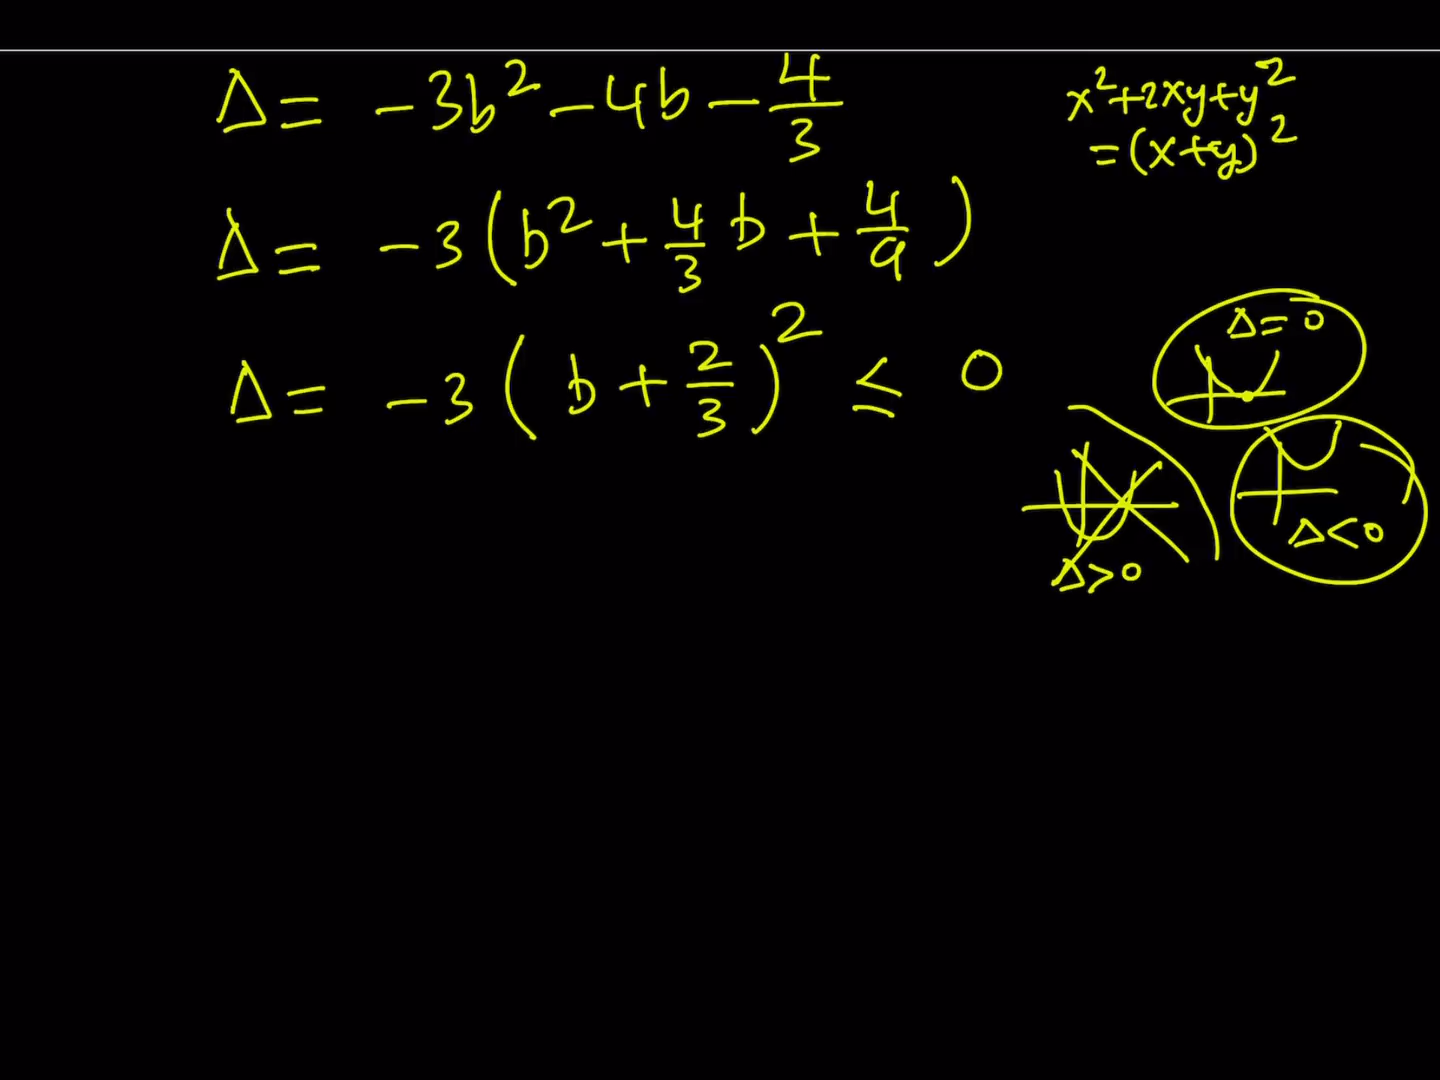 Δ = -3b² - 4b - 4/3
x² + 2xy + y²
= (x+y)²
Δ = -3(b² + 4/3 b + 4/9)
Δ = -3(b + 2/3)² ≤ 0
Δ = 0
Δ < 0
Δ > 0